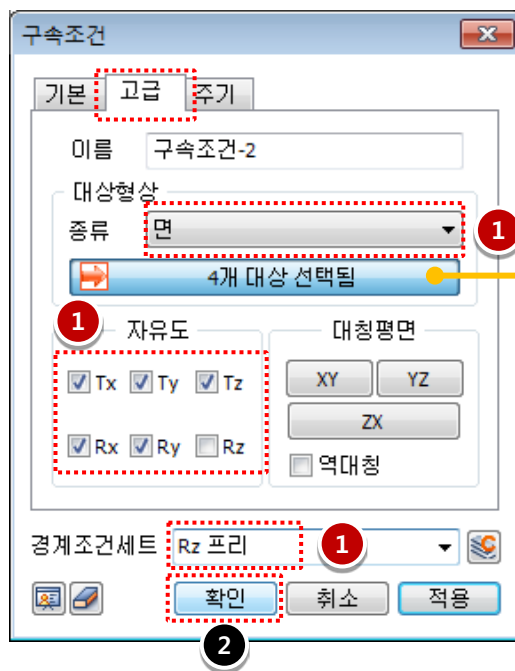 구속조건
기본 고급 주기
이름 구속조건-2
대상형상
종류 면 1
4개 대상 선택됨
1 자유도 대칭평면
Tx Ty Tz XY YZ
ZX
Rx Ry Rz 역대칭
경계조건세트 Rz 프리 1
확인 취소 적용
2